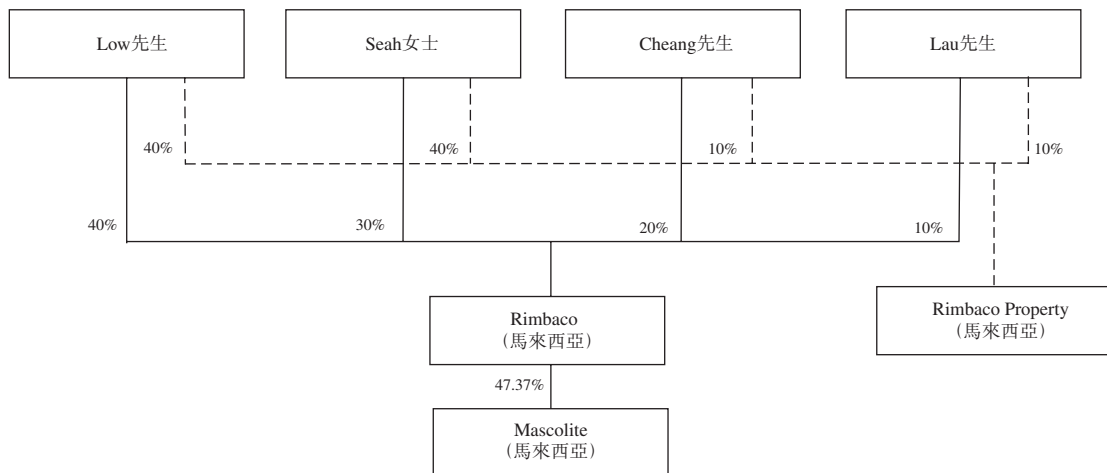 Low先生
Seah女士
Cheang先生
Lau先生
40%
40%
10%
10%
40%
30%
20%
10%
Rimbaco
（馬來西亞）
Rimbaco Property
（馬來西亞）
47.37%
Mascolite
（馬來西亞）